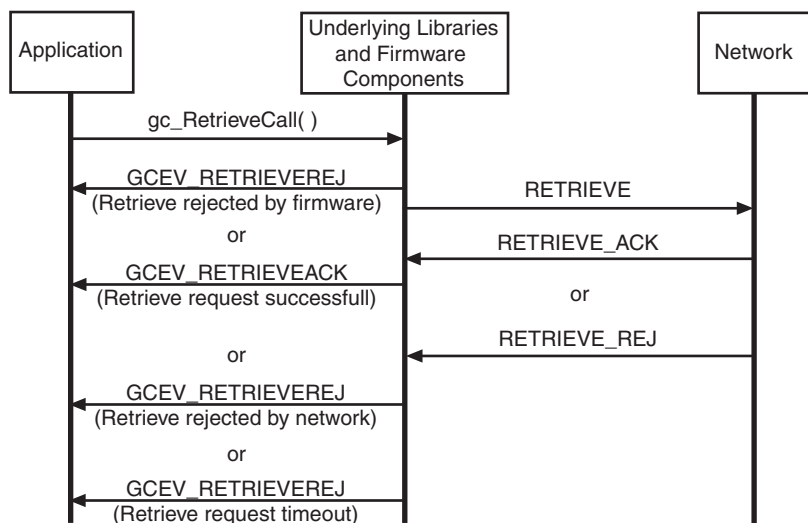 Application
Underlying Libraries
and Firmware
Components
Network
gc_RetrieveCall( )
GCEV_RETRIEVEREJ
(Retrieve rejected by firmware)
RETRIEVE
or
RETRIEVE_ACK
GCEV_RETRIEVEACK
(Retrieve request successfull)
or
RETRIEVE_REJ
or
GCEV_RETRIEVEREJ
(Retrieve rejected by network)
or
GCEV_RETRIEVEREJ
(Retrieve request timeout)